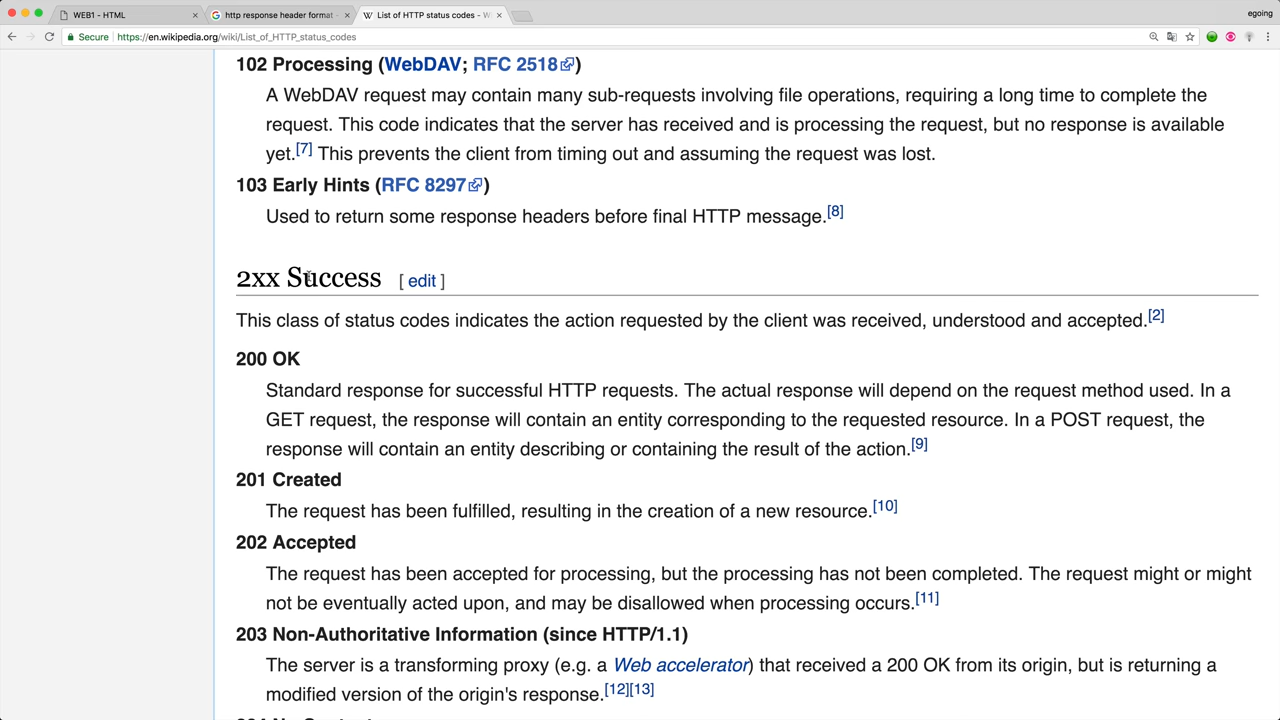 WEB1 - HTML
http response header format -
List of HTTP status codes - W
egoing
Secure
https://en.wikipedia.org/wiki/List_of_HTTP_status_codes
102 Processing (WebDAV; RFC 2518)
A WebDAV request may contain many sub-requests involving file operations, requiring a long time to complete the
request. This code indicates that the server has received and is processing the request, but no response is available
yet.[7] This prevents the client from timing out and assuming the request was lost.
103 Early Hints (RFC 8297)
Used to return some response headers before final HTTP message.[8]
2xx Success [ edit ]
This class of status codes indicates the action requested by the client was received, understood and accepted.[2]
200 OK
Standard response for successful HTTP requests. The actual response will depend on the request method used. In a
GET request, the response will contain an entity corresponding to the requested resource. In a POST request, the
response will contain an entity describing or containing the result of the action.[9]
201 Created
The request has been fulfilled, resulting in the creation of a new resource.[10]
202 Accepted
The request has been accepted for processing, but the processing has not been completed. The request might or might
not be eventually acted upon, and may be disallowed when processing occurs.[11]
203 Non-Authoritative Information (since HTTP/1.1)
The server is a transforming proxy (e.g. a Web accelerator) that received a 200 OK from its origin, but is returning a
modified version of the origin's response.[12][13]